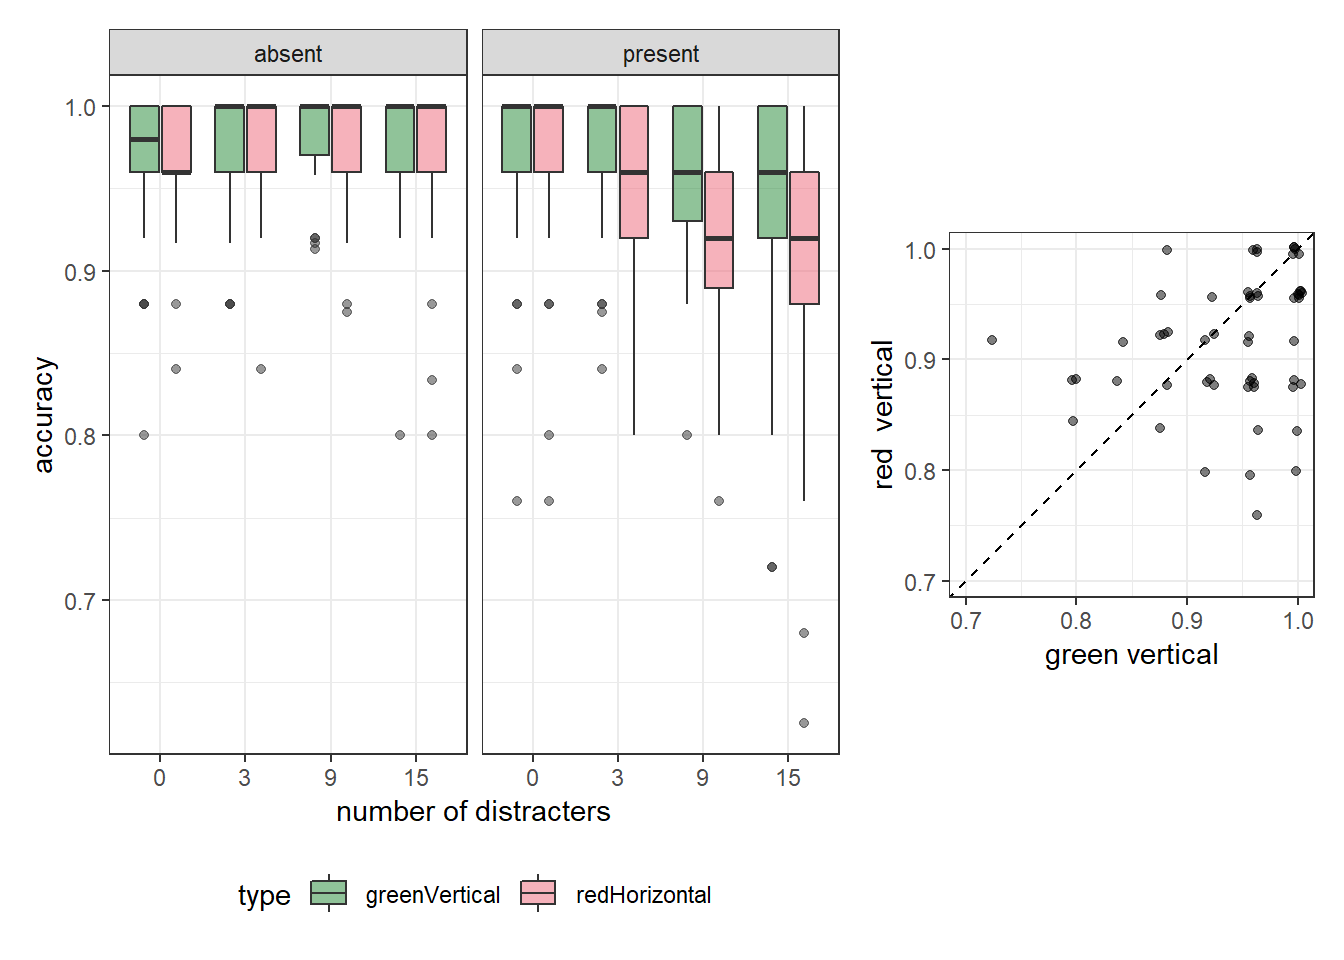 absent present
1.0
0.9
0.8
0.7
accuracy
0 3 9 15 0 3 9 15
number of distracters
type greenVertical redHorizontal
1.0
0.9
0.8
0.7
red vertical
0.7 0.8 0.9 1.0
green vertical